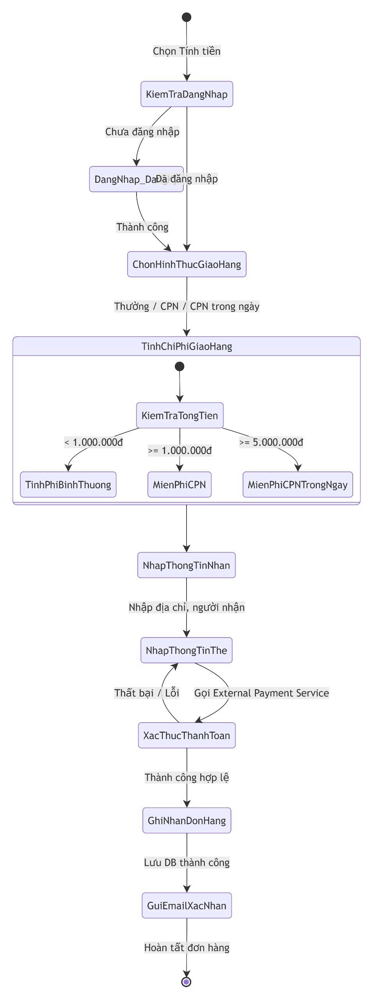 Chọn Tính tiền
KiemTraDangNhap
Chưa đăng nhập
DangNhap_DangKy
Đã đăng nhập
Thành công
ChonHinhThucGiaoHang
Thường / CPN / CPN trong ngày
TinhChiPhiGiaoHang
KiemTraTongTien
< 1.000.000đ
>= 1.000.000đ
>= 5.000.000đ
TinhPhiBinhThuong
MienPhiCPN
MienPhiCPNTrongNgay
NhapThongTinNhan
Nhập địa chỉ, người nhận
NhapThongTinThe
Thất bại / Lỗi
Gọi External Payment Service
XacThucThanhToan
Thành công hợp lệ
GhiNhanDonHang
Lưu DB thành công
GuiEmailXacNhan
Hoàn tất đơn hàng